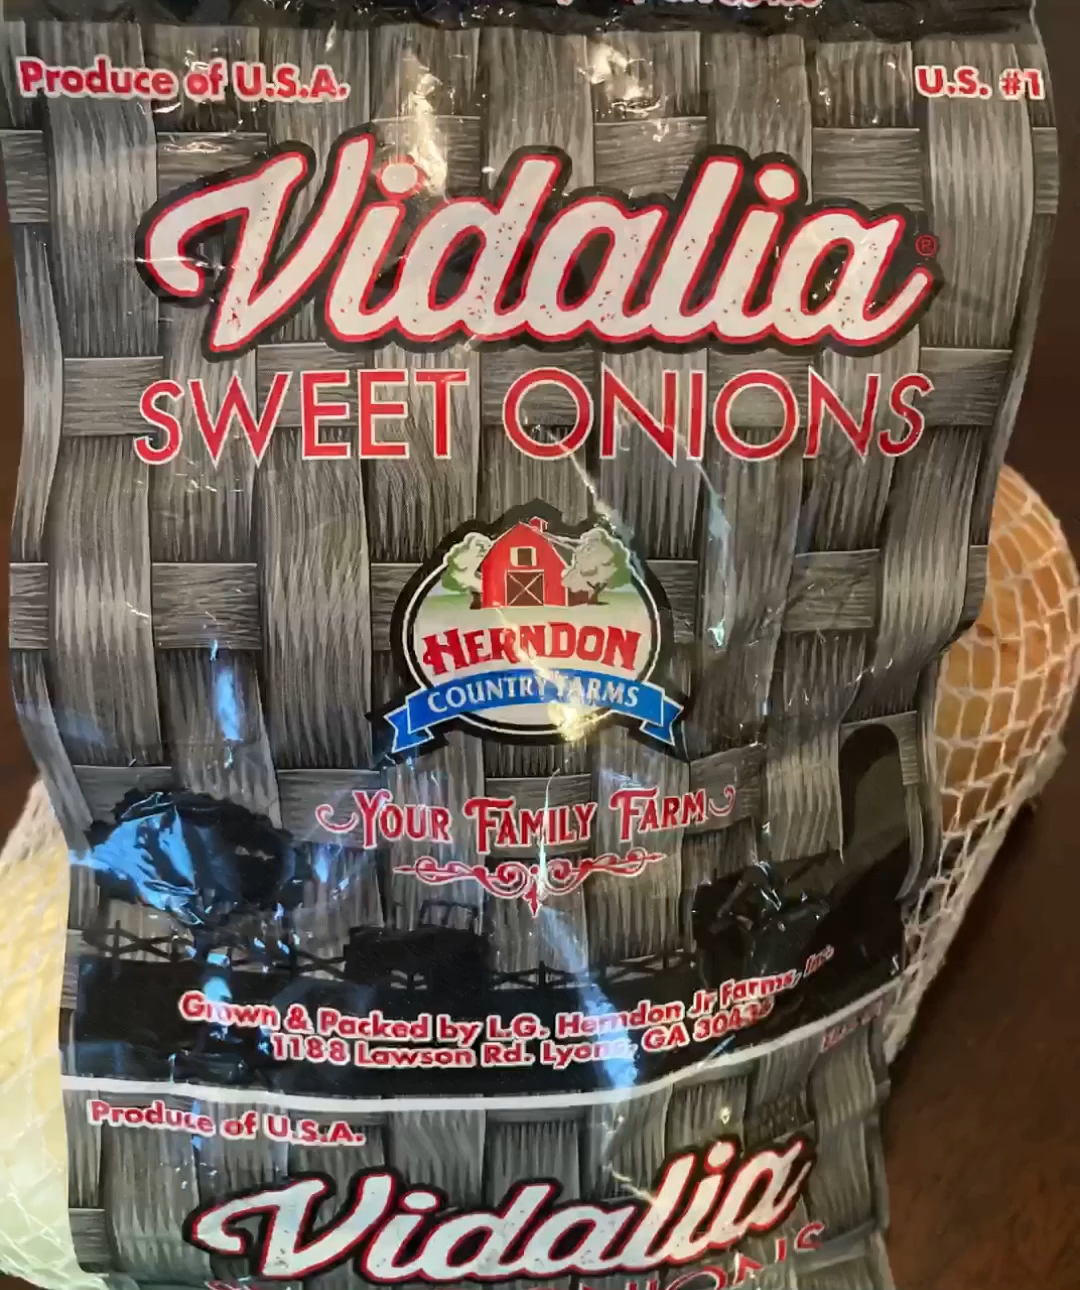 Produce of U.S.A.
U.S. #1
Vidalia®
SWEET ONIONS
HERNDON
COUNTRY FARMS
YOUR FAMILY FARM
Grown & Packed by L.G. Herndon Jr Farms, Inc.
1188 Lawson Rd. Lyons, GA
Produce of U.S.A.
Vidalia